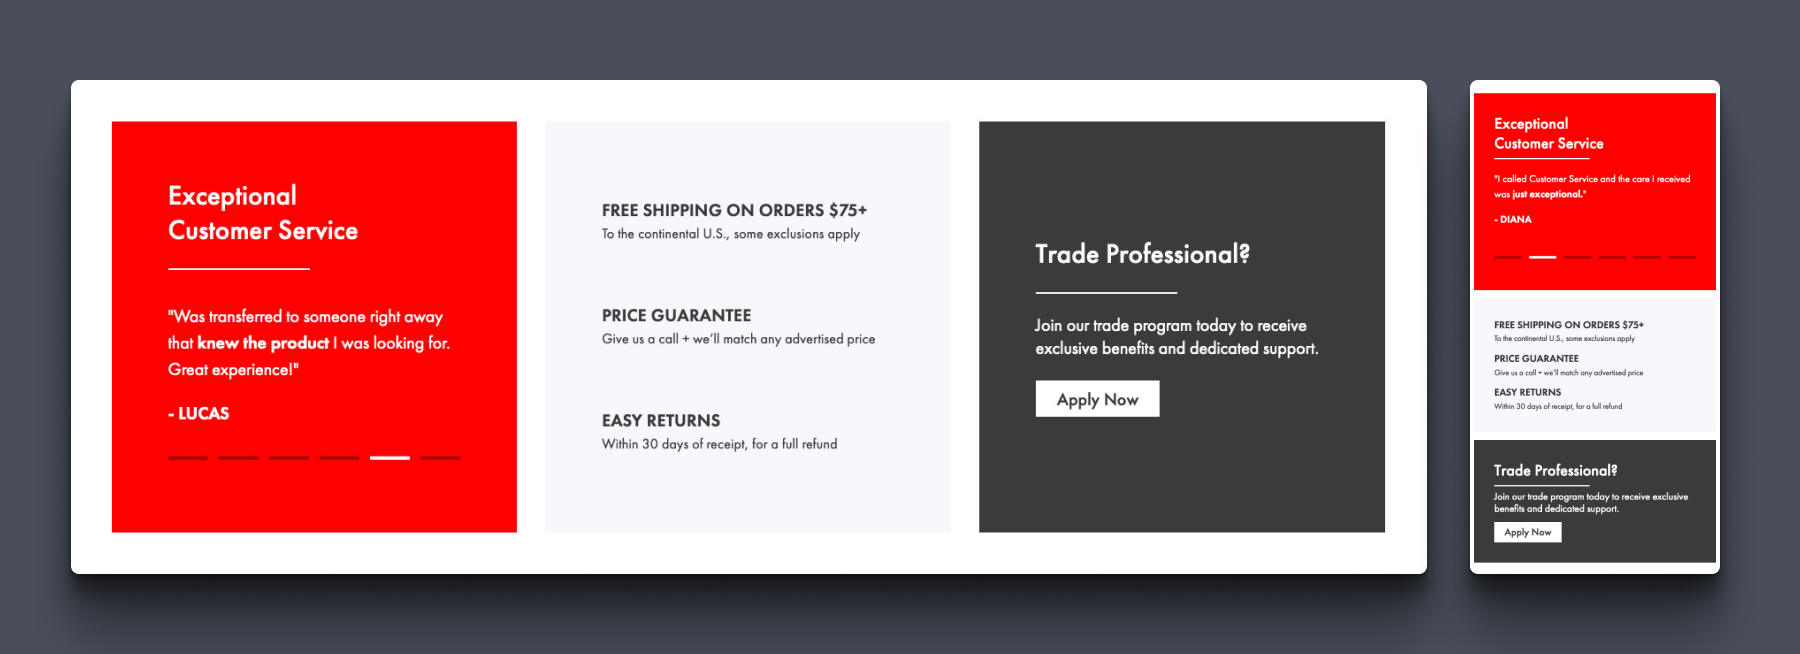 Exceptional
Customer Service
"Was transferred to someone right away
that knew the product I was looking for.
Great experience!"
- LUCAS
FREE SHIPPING ON ORDERS $75+
To the continental U.S., some exclusions apply
PRICE GUARANTEE
Give us a call + we’ll match any advertised price
EASY RETURNS
Within 30 days of receipt, for a full refund
Trade Professional?
Join our trade program today to receive
exclusive benefits and dedicated support.
Apply Now
Exceptional
Customer Service
"I called Customer Service and the care I received
was just exceptional."
- DIANA
FREE SHIPPING ON ORDERS $75+
To the continental U.S., some exclusions apply
PRICE GUARANTEE
Give us a call + we’ll match any advertised price
EASY RETURNS
Within 30 days of receipt, for a full refund
Trade Professional?
Join our trade program today to receive exclusive
benefits and dedicated support.
Apply Now